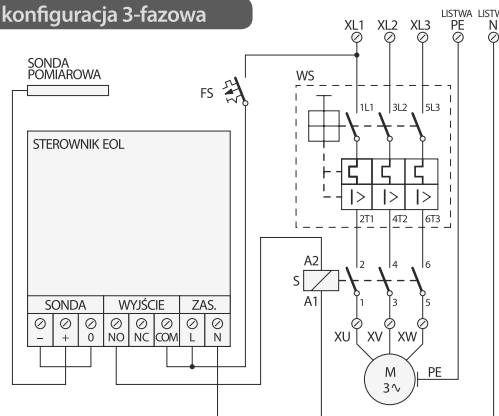 konfiguracja 3-fazowa
XL1 XL2 XL3
LISTWA PE
LISTWA N
SONDA
POMIAROWA
FS
WS
1L1 3L2 5L3
STEROWNIK EOL
2T1 4T2 6T3
A2
S
A1
2 4 6
1 3 5
SONDA WYJŚCIE ZAS.
– + 0 NO NC COM L N
XU XV XW
M
3∿
PE